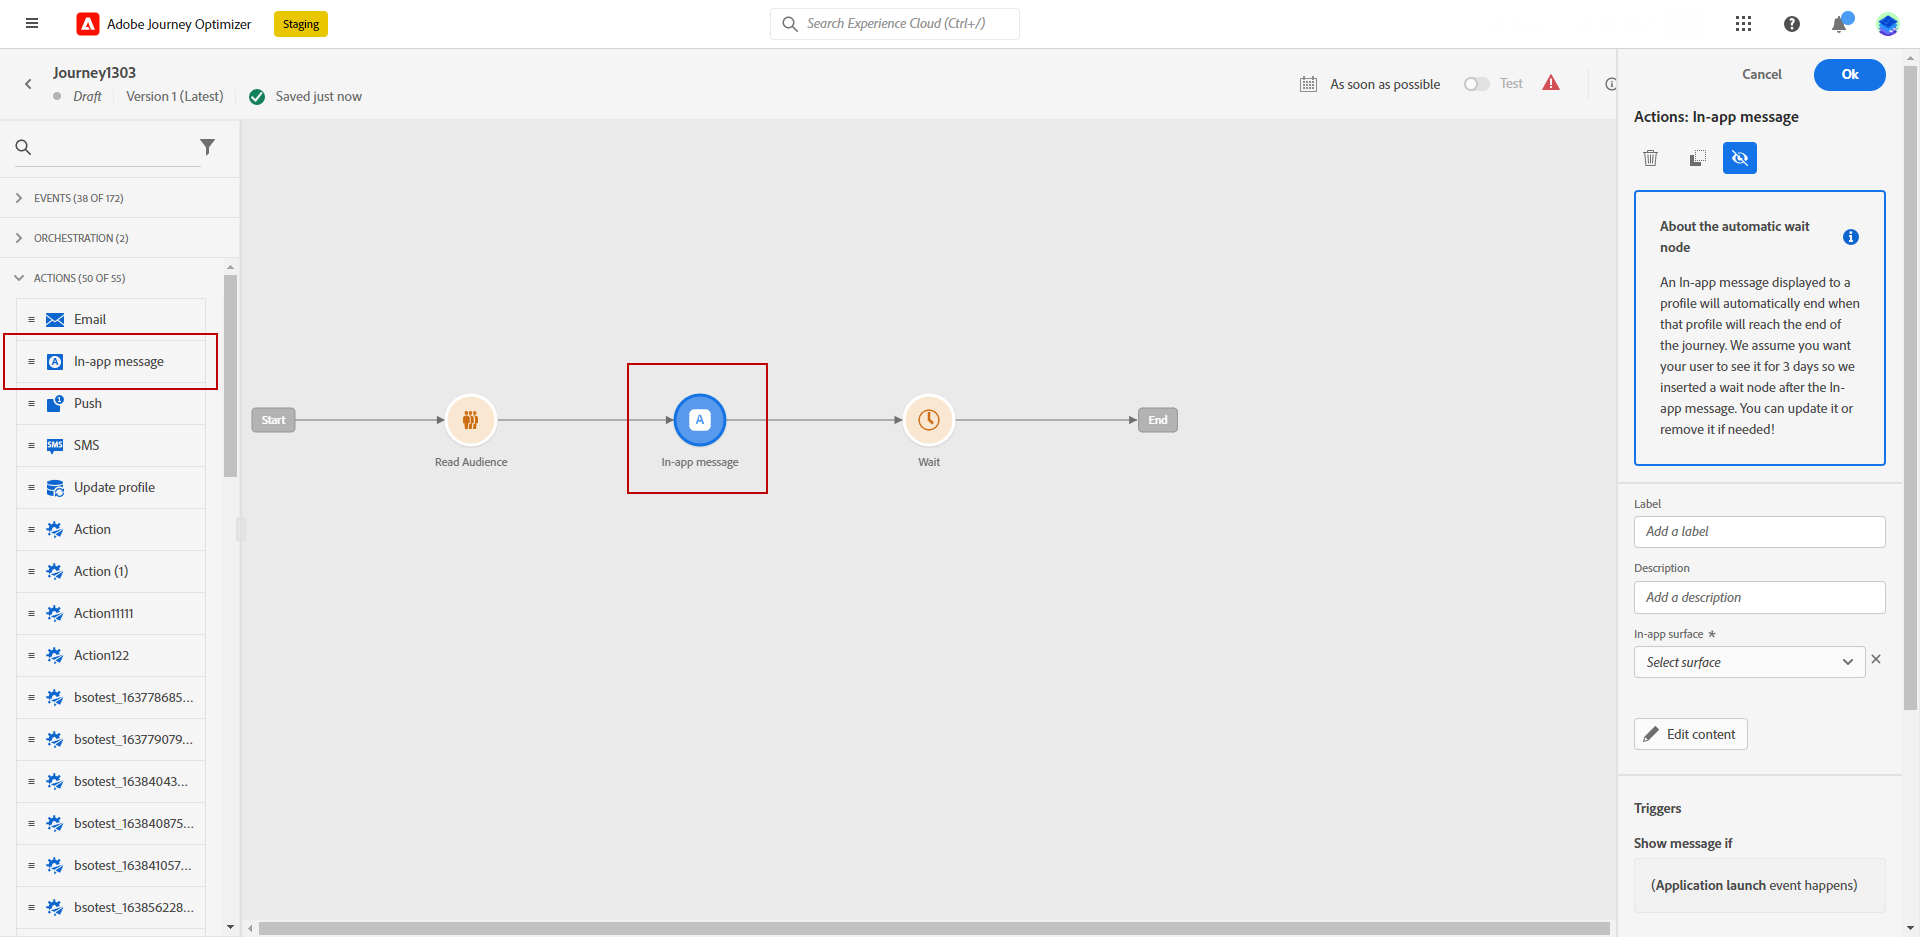 Adobe Journey Optimizer
Staging
Search Experience Cloud (Ctrl+/)
Journey1303
Draft
Version 1 (Latest)
Saved just now
As soon as possible
Test
EVENTS (38 OF 172)
ORCHESTRATION (2)
ACTIONS (50 OF 55)
Email
In-app message
Push
SMS
SMS
Update profile
Action
Action (1)
Action11111
Action122
bsotest_163778685...
bsotest_163779079...
bsotest_16384043...
bsotest_163840875...
bsotest_163841057...
bsotest_163856228...
Start
Read Audience
A
In-app message
Wait
End
Cancel
Ok
Actions: In-app message
About the automatic wait
node
An In-app message displayed to a
profile will automatically end when
that profile will reach the end of
the journey. We assume you want
your user to see it for 3 days so we
inserted a wait node after the In-
app message. You can update it or
remove it if needed!
Label
Add a label
Description
Add a description
In-app surface *
Select surface
Edit content
Triggers
Show message if
(Application launch event happens)